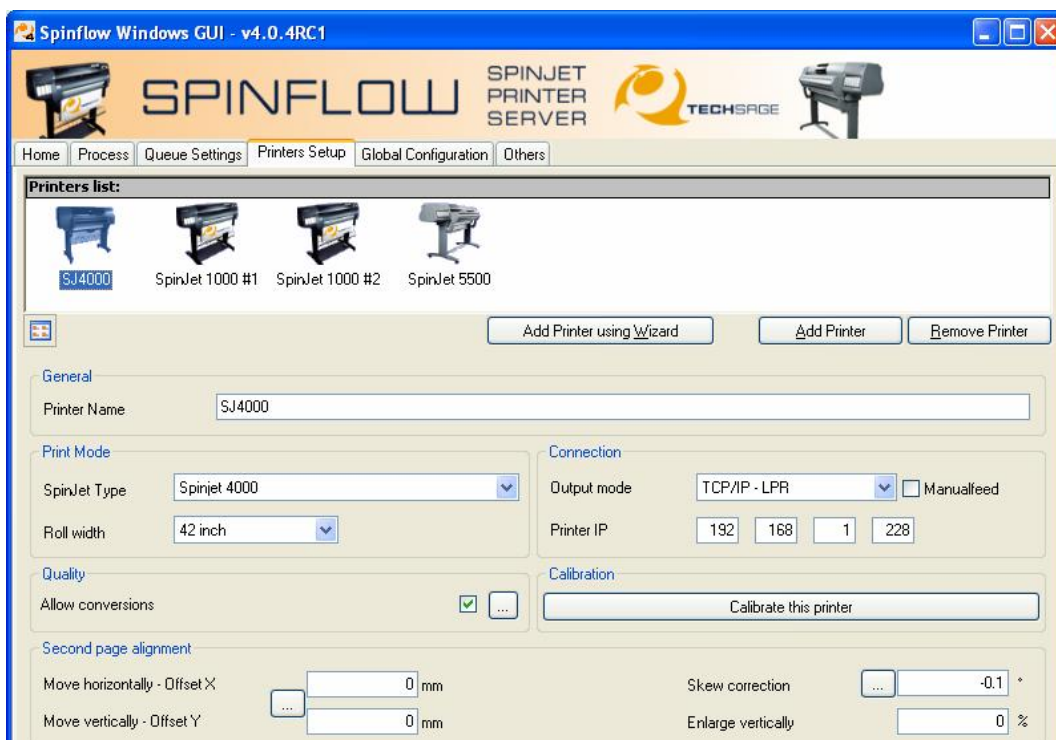 Spinflow Windows GUI - v4.0.4RC1
SPINFLOW
SPINJET
PRINTER
SERVER
TECHSAGE
Home Process Queue Settings Printers Setup Global Configuration Others
Printers list:
SJ4000 SpinJet 1000 #1 SpinJet 1000 #2 SpinJet 5500
Add Printer using Wizard Add Printer Remove Printer
General
Printer Name SJ4000
Print Mode
SpinJet Type Spinjet 4000
Roll width 42 inch
Connection
Output mode TCP/IP - LPR Manualfeed
Printer IP 192 168 1 228
Quality
Allow conversions ...
Calibration
Calibrate this printer
Second page alignment
Move horizontally - Offset X 0 mm
...
Move vertically - Offset Y 0 mm
Skew correction ... -0.1 °
Enlarge vertically 0 %